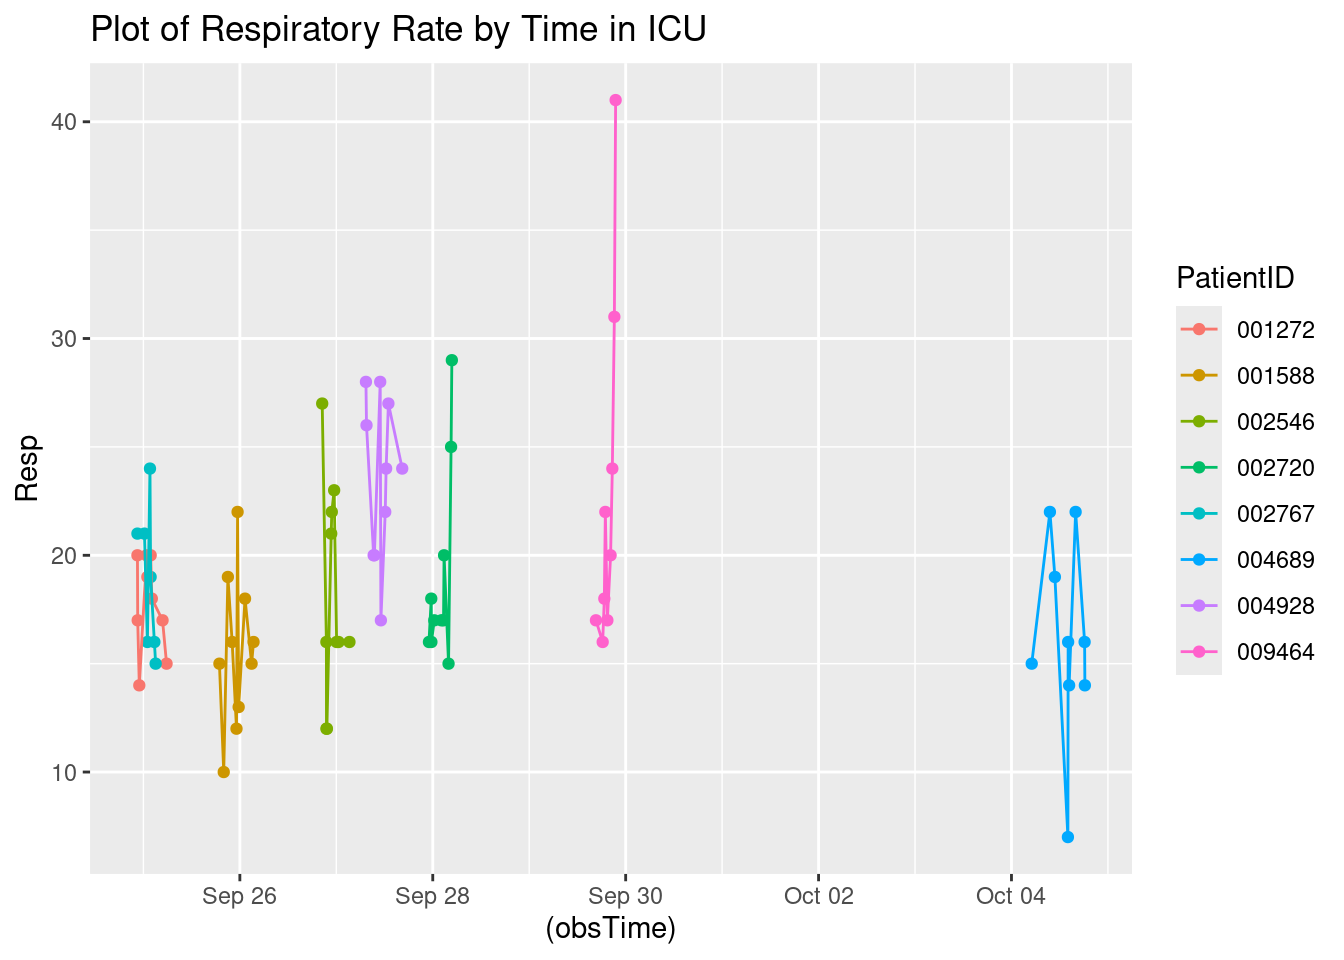 Plot of Respiratory Rate by Time in ICU
40
30
20
10
Resp
Sep 26
Sep 28
Sep 30
Oct 02
Oct 04
(obsTime)
PatientID
001272
001588
002546
002720
002767
004689
004928
009464